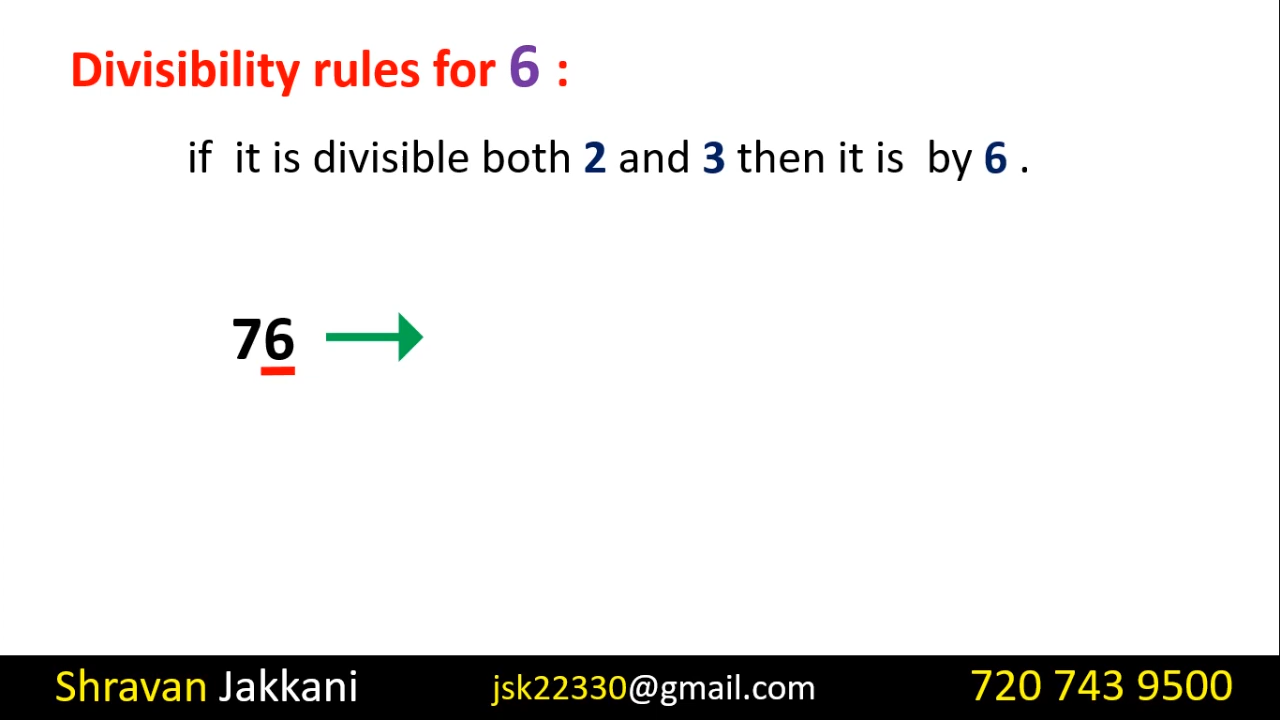 Divisibility rules for 6 :
if it is divisible both 2 and 3 then it is by 6 .
76
Shravan Jakkani jsk22330@gmail.com 720 743 9500